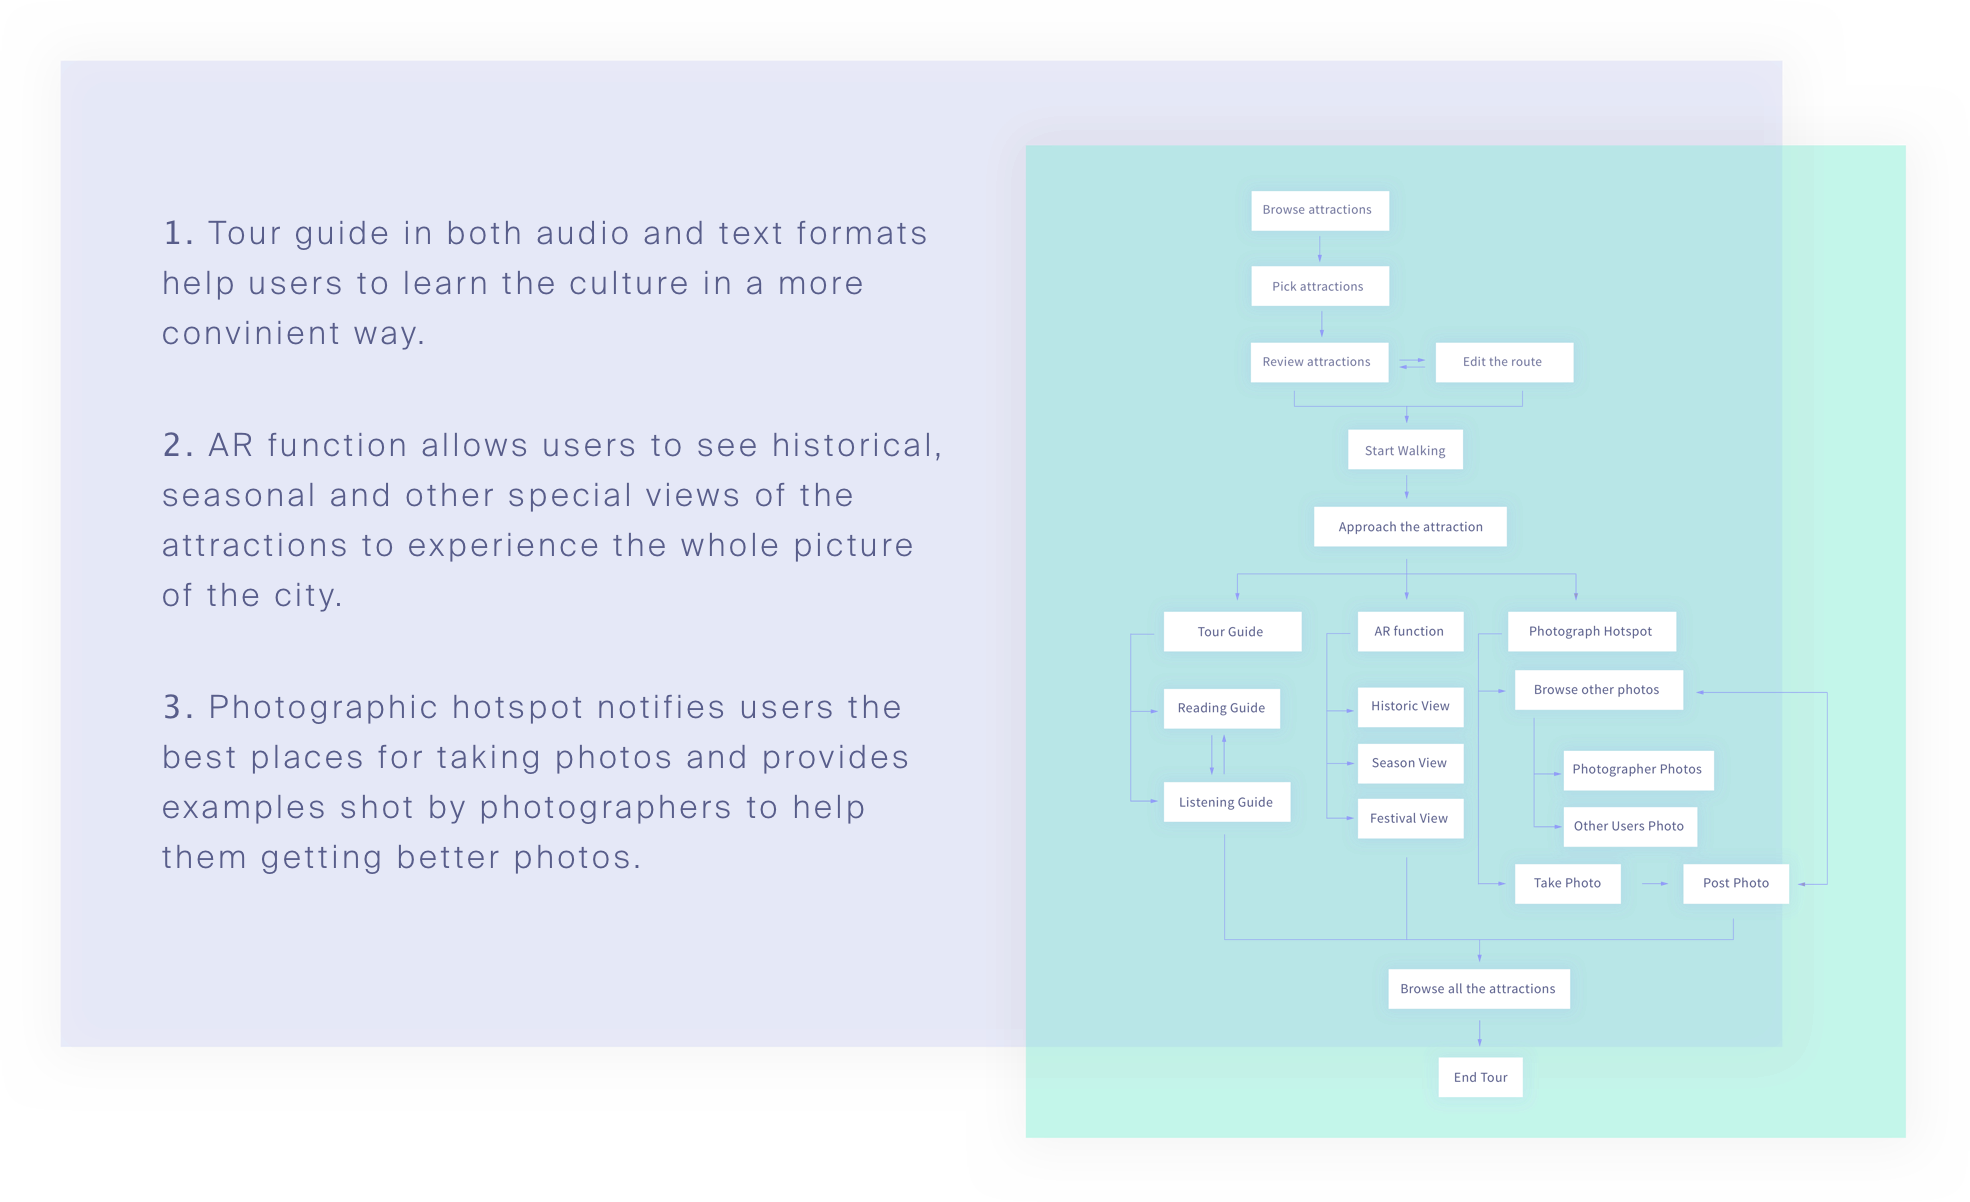 1. Tour guide in both audio and text formats
help users to learn the culture in a more
convinient way.
2. AR function allows users to see historical,
seasonal and other special views of the
attractions to experience the whole picture
of the city.
3. Photographic hotspot notifies users the
best places for taking photos and provides
examples shot by photographers to help
them getting better photos.
Browse attractions
Pick attractions
Review attractions
Edit the route
Start Walking
Approach the attraction
Tour Guide
Reading Guide
Listening Guide
AR function
Historic View
Season View
Festival View
Photograph Hotspot
Browse other photos
Photographer Photos
Other Users Photo
Take Photo
Post Photo
Browse all the attractions
End Tour